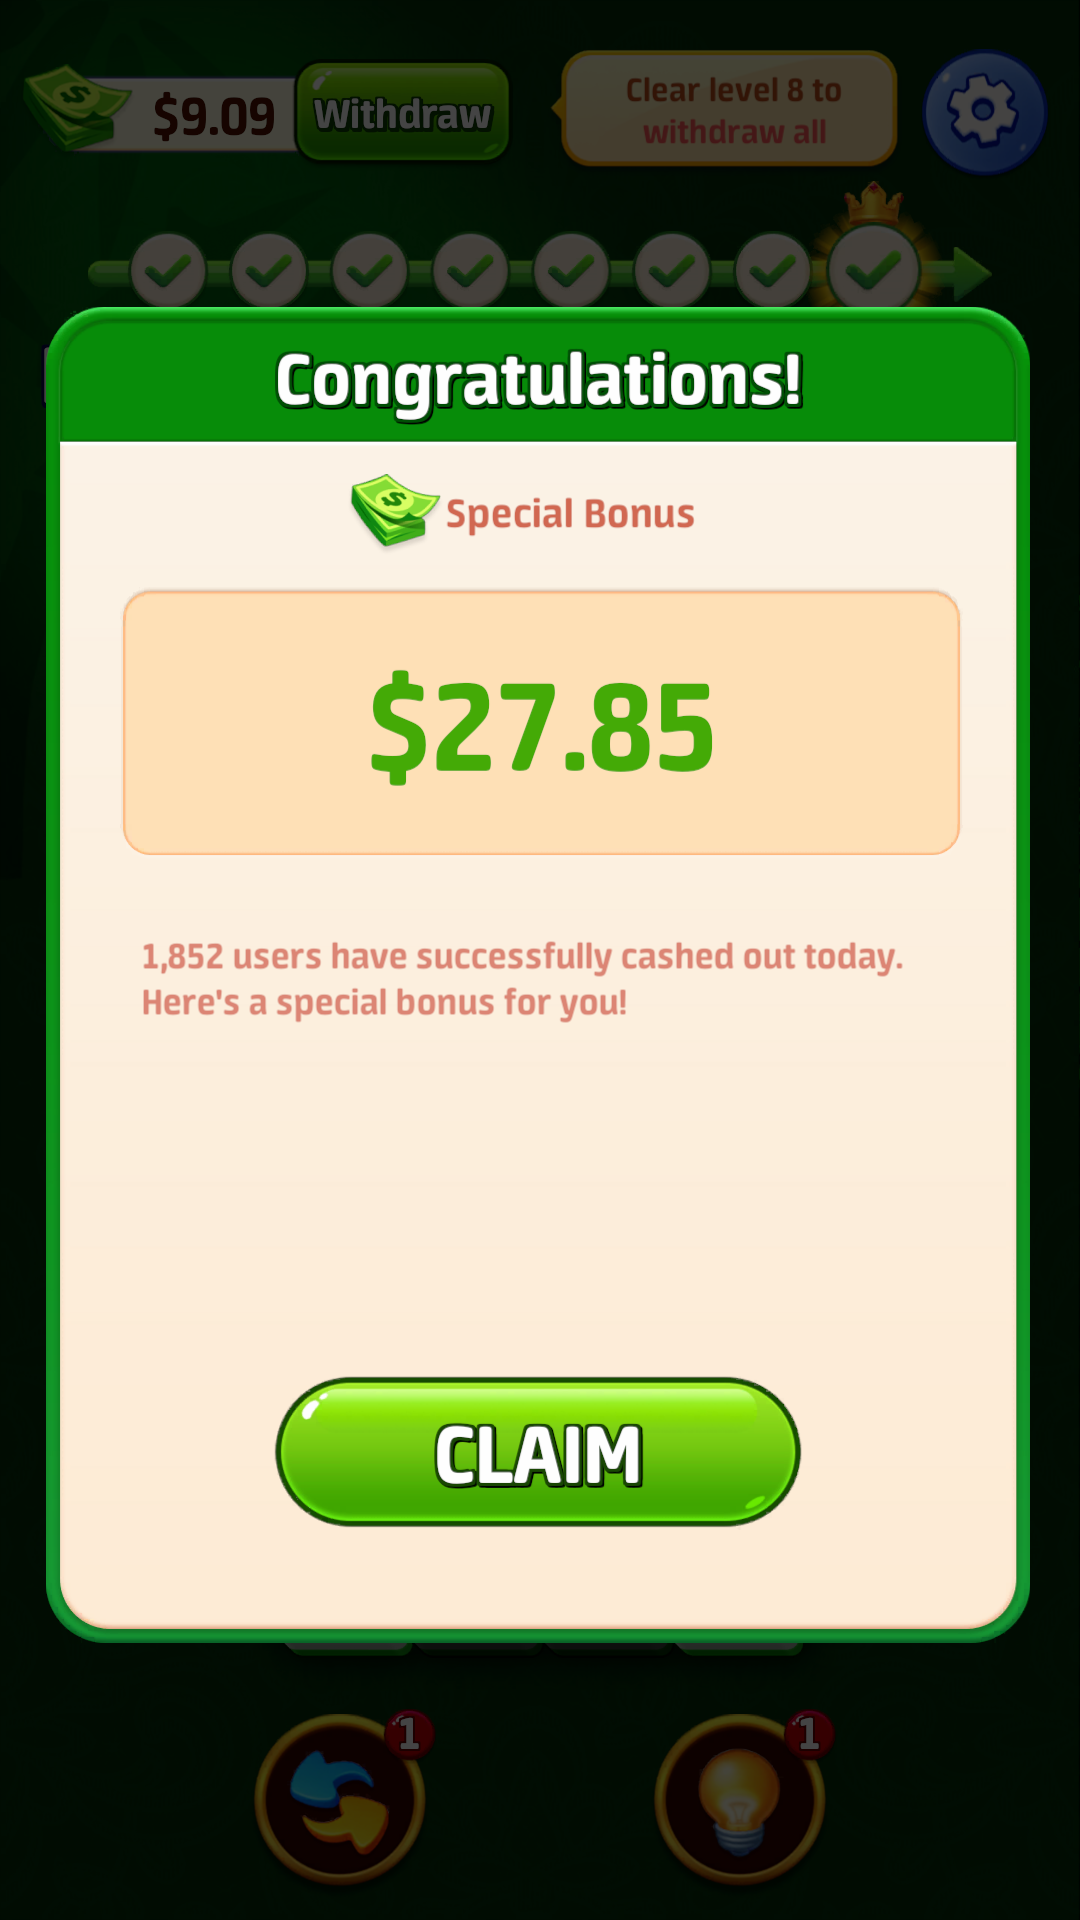 $9.09
Withdraw
Clear level 8 to
withdraw all
Congratulations!
Special Bonus
$27.85
1,852 users have successfully cashed out today.
Here's a special bonus for you!
CLAIM
1
1